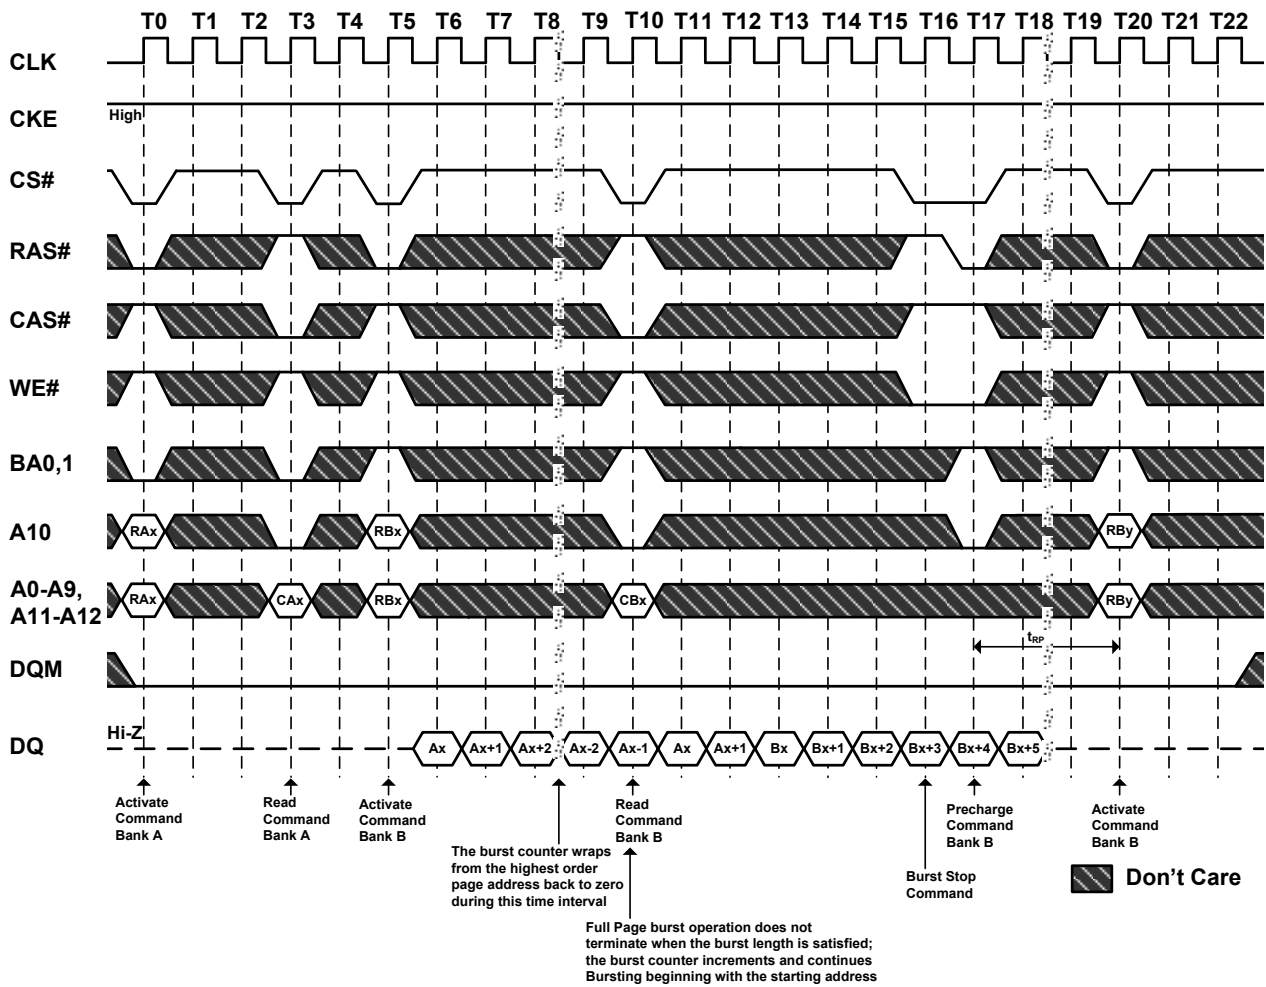 T0 T1 T2 T3 T4 T5 T6 T7 T8 T9 T10 T11 T12 T13 T14 T15 T16 T17 T18 T19 T20 T21 T22
CLK
CKE
High
CS#
RAS#
CAS#
WE#
BA0,1
A10
RAx RBx RBy
A0-A9,
A11-A12
RAx CAx RBx CBx RBy
tRP
DQM
DQ
Hi-Z
Ax Ax+1 Ax+2 Ax-2 Ax-1 Ax Ax+1 Bx Bx+1 Bx+2 Bx+3 Bx+4 Bx+5
Activate
Command
Bank A
Read
Command
Bank A
Activate
Command
Bank B
The burst counter wraps
from the highest order
page address back to zero
during this time interval
Read
Command
Bank B
Full Page burst operation does not
terminate when the burst length is satisfied;
the burst counter increments and continues
Bursting beginning with the starting address
Burst Stop
Command
Precharge
Command
Bank B
Activate
Command
Bank B
Don't Care